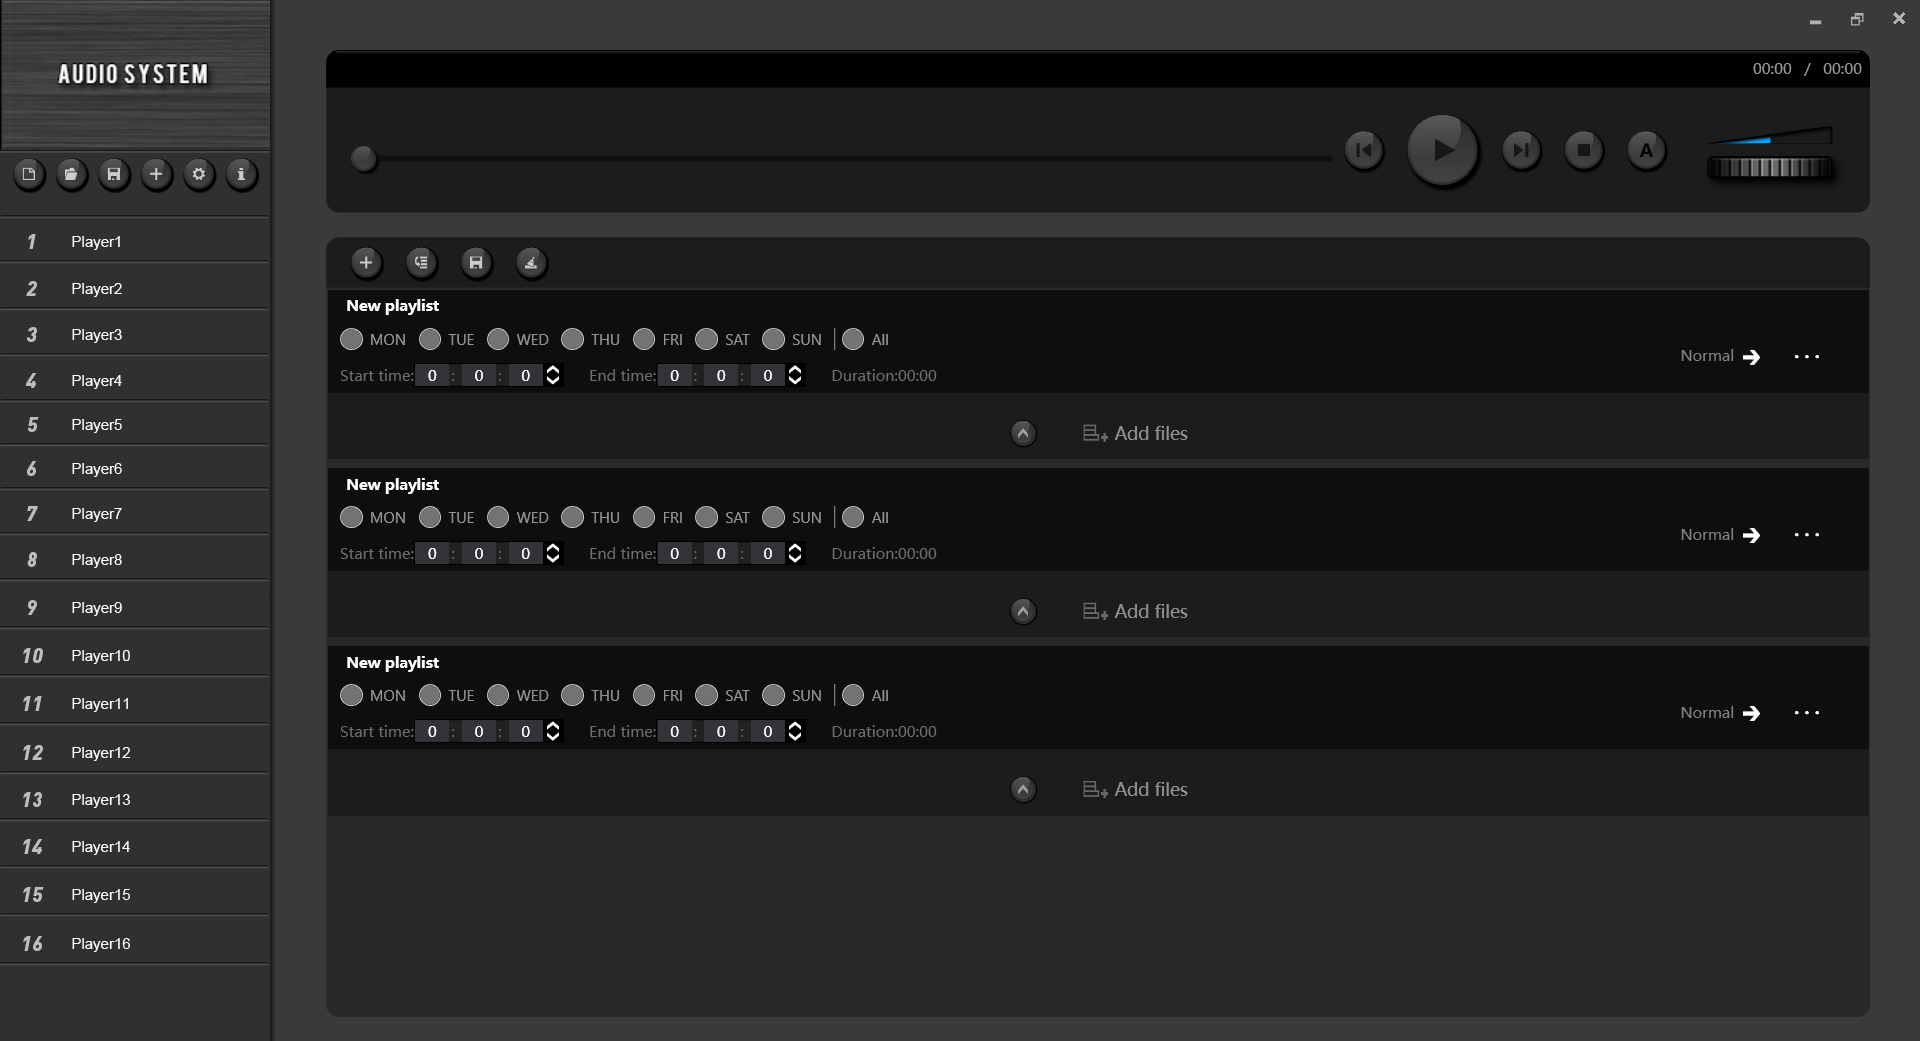 AUDIO SYSTEM
00:00 / 00:00
A
1 Player1
2 Player2
3 Player3
4 Player4
5 Player5
6 Player6
7 Player7
8 Player8
9 Player9
10 Player10
11 Player11
12 Player12
13 Player13
14 Player14
15 Player15
16 Player16
New playlist
MON TUE WED THU FRI SAT SUN | All
Normal
Start time: 0 : 0 : 0 End time: 0 : 0 : 0 Duration:00:00
Add files
New playlist
MON TUE WED THU FRI SAT SUN | All
Normal
Start time: 0 : 0 : 0 End time: 0 : 0 : 0 Duration:00:00
Add files
New playlist
MON TUE WED THU FRI SAT SUN | All
Normal
Start time: 0 : 0 : 0 End time: 0 : 0 : 0 Duration:00:00
Add files